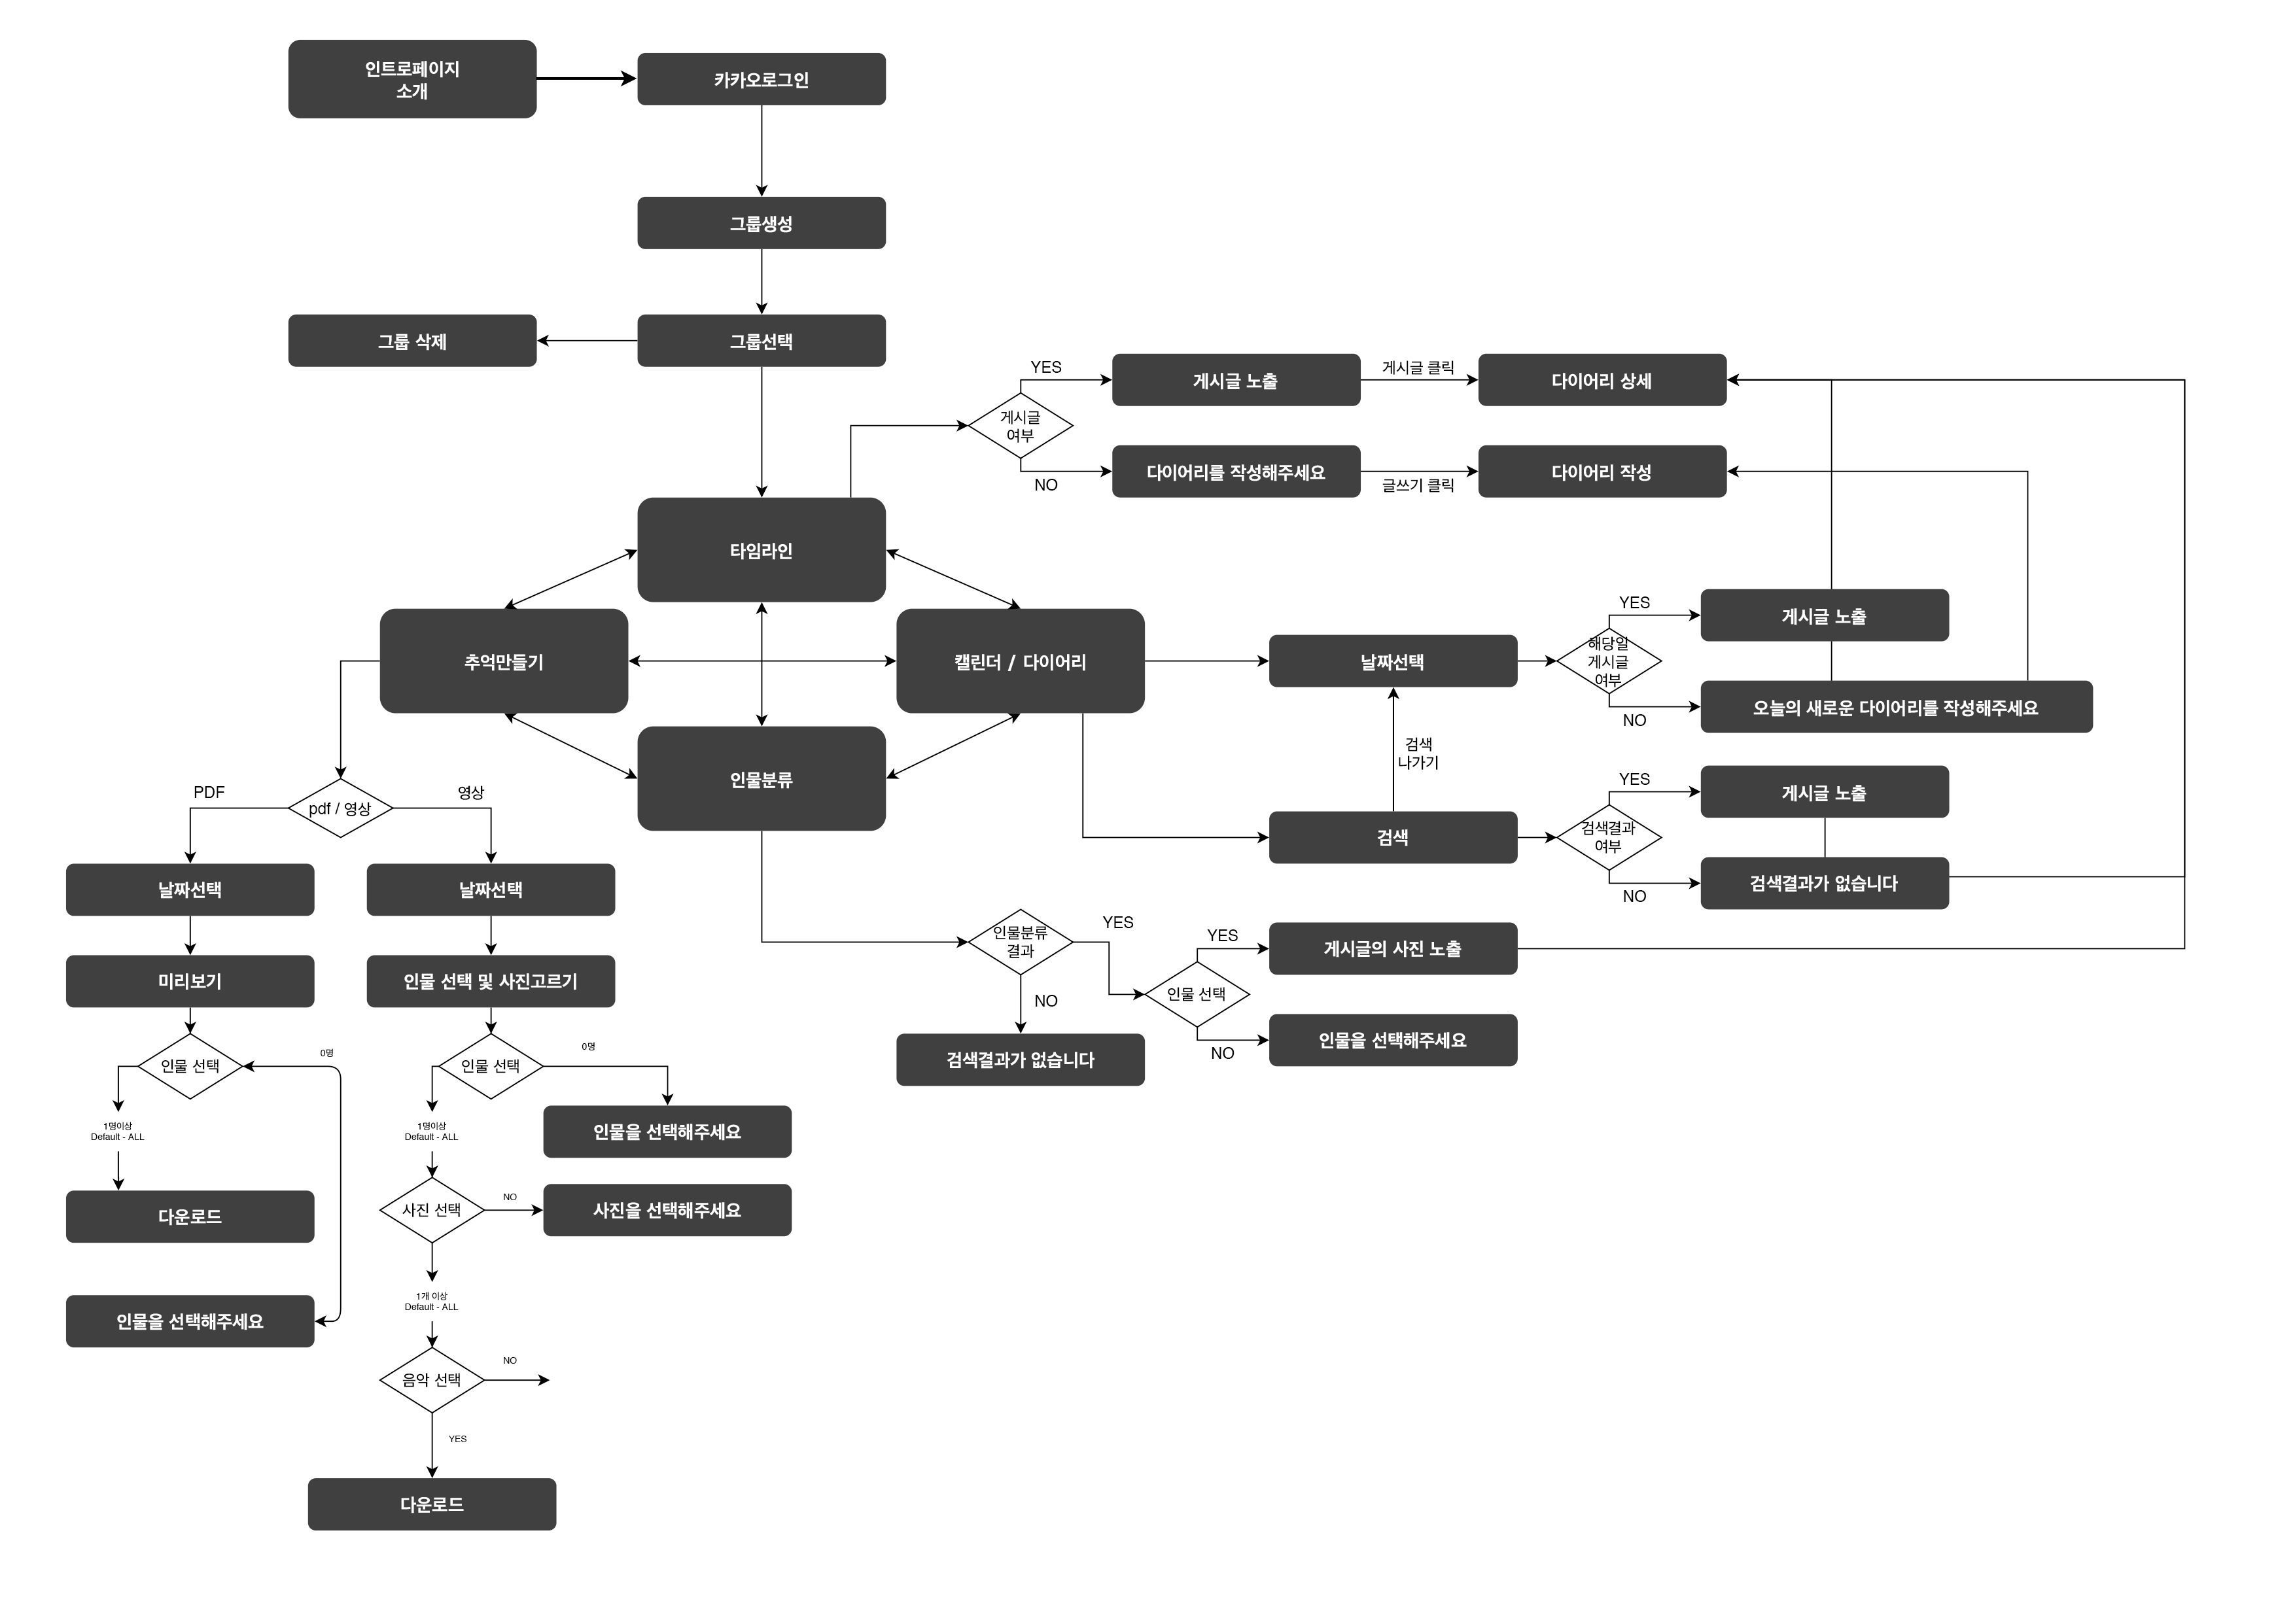 인트로페이지
소개
카카오로그인
그룹생성
그룹 삭제
그룹선택
YES
게시글 노출
게시글 클릭
다이어리 상세
게시글
여부
NO
다이어리를 작성해주세요
글쓰기 클릭
다이어리 작성
타임라인
추억만들기
캘린더 / 다이어리
인물분류
날짜선택
해당일
게시글
여부
YES
게시글 노출
NO
오늘의 새로운 다이어리를 작성해주세요
검색
나가기
검색
검색결과
여부
YES
게시글 노출
NO
검색결과가 없습니다
PDF
pdf / 영상
영상
날짜선택
날짜선택
미리보기
인물 선택 및 사진고르기
인물분류
결과
YES
NO
검색결과가 없습니다
인물 선택
YES
게시글의 사진 노출
NO
인물을 선택해주세요
인물 선택
0명
1명이상
Default - ALL
다운로드
인물을 선택해주세요
인물 선택
0명
인물을 선택해주세요
1명이상
Default - ALL
사진 선택
NO
사진을 선택해주세요
1개 이상
Default - ALL
음악 선택
NO
YES
다운로드